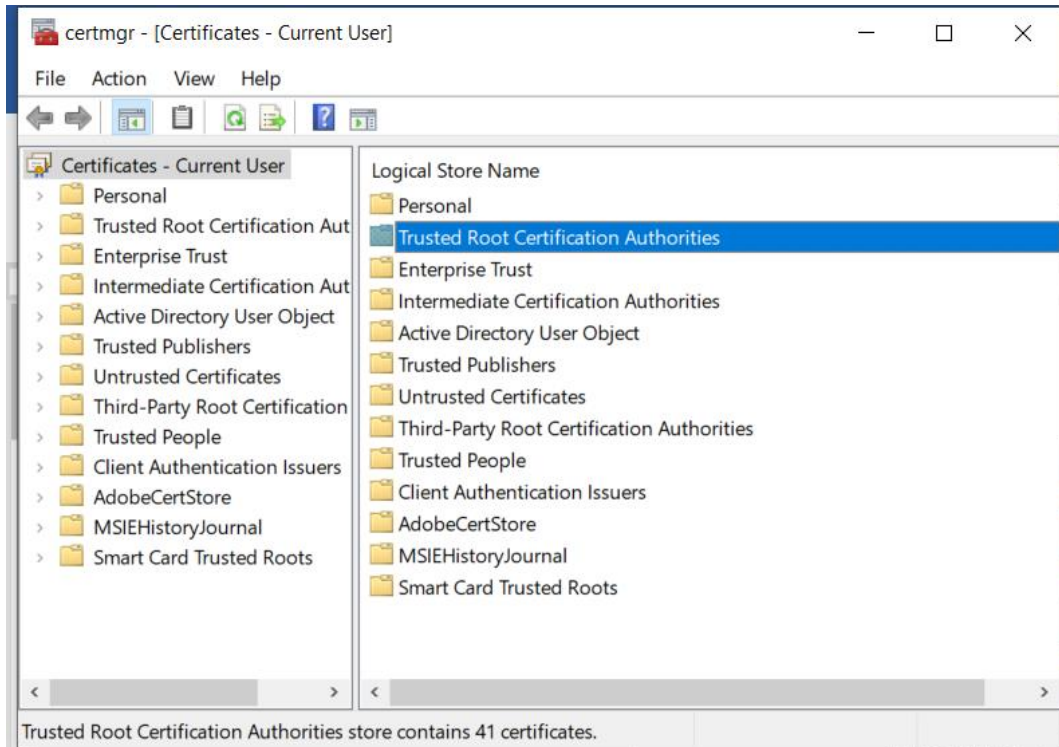 certmgr - [Certificates - Current User]
File Action View Help
Certificates - Current User
Personal
Trusted Root Certification Aut
Enterprise Trust
Intermediate Certification Aut
Active Directory User Object
Trusted Publishers
Untrusted Certificates
Third-Party Root Certification
Trusted People
Client Authentication Issuers
AdobeCertStore
MSIEHistoryJournal
Smart Card Trusted Roots
Logical Store Name
Personal
Trusted Root Certification Authorities
Enterprise Trust
Intermediate Certification Authorities
Active Directory User Object
Trusted Publishers
Untrusted Certificates
Third-Party Root Certification Authorities
Trusted People
Client Authentication Issuers
AdobeCertStore
MSIEHistoryJournal
Smart Card Trusted Roots
Trusted Root Certification Authorities store contains 41 certificates.